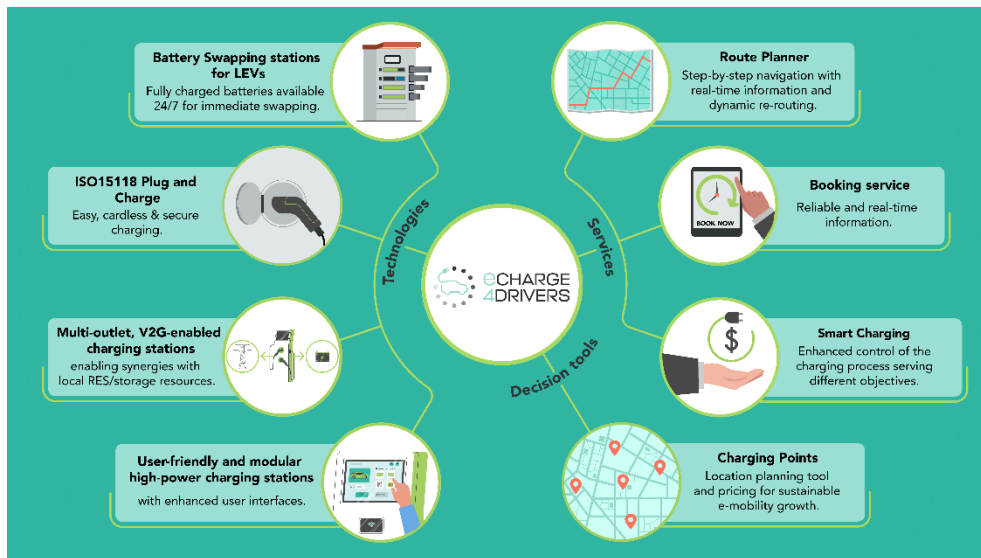 Battery Swapping stations
for LEVs
Fully charged batteries available
24/7 for immediate swapping.
ISO15118 Plug and
Charge
Easy, cardless & secure
charging.
Multi-outlet, V2G-enabled
charging stations
enabling synergies with
local RES/storage resources.
User-friendly and modular
high-power charging stations
with enhanced user interfaces.
Technologies
eCHARGE
4DRIVERS
Services
Decision tools
Route Planner
Step-by-step navigation with
real-time information and
dynamic re-routing.
BOOK NOW
Booking service
Reliable and real-time
information.
$
Smart Charging
Enhanced control of the
charging process serving
different objectives.
Charging Points
Location planning tool
and pricing for sustainable
e-mobility growth.